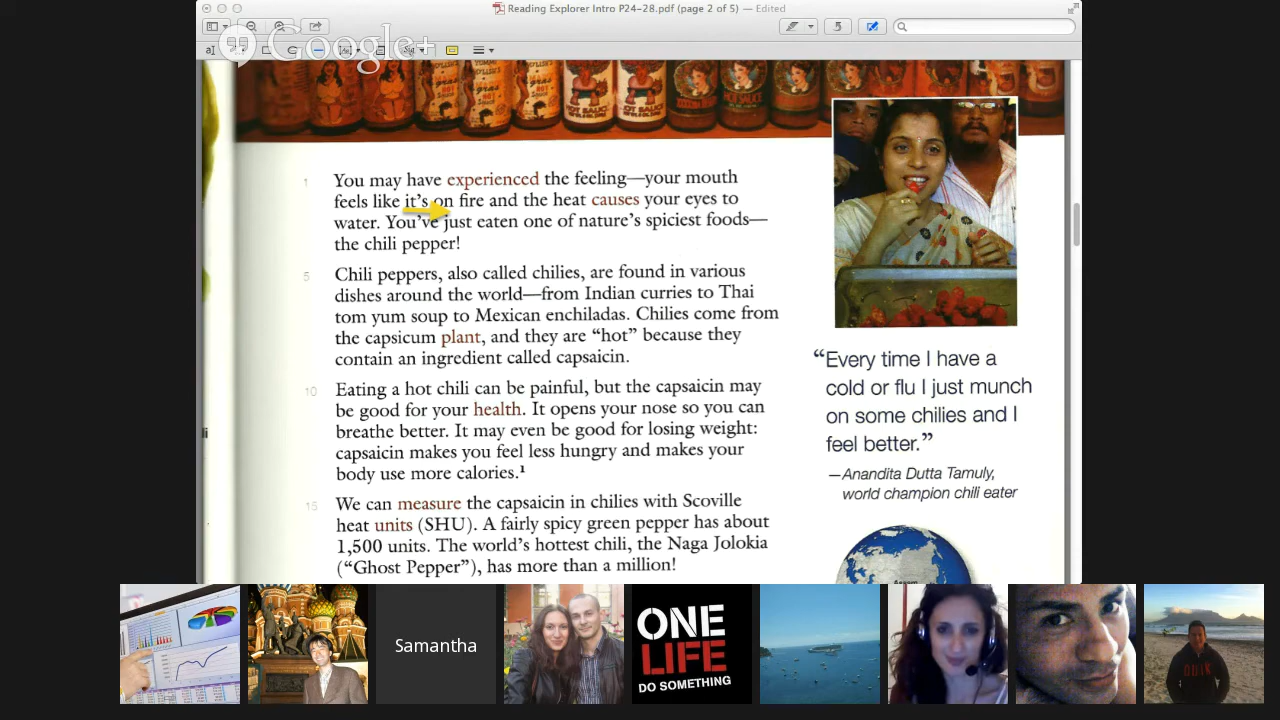 Reading Explorer Intro P24-28.pdf (page 2 of 5) — Edited
Google+
HOT SAUCE
HOT SAUCE
1
You may have experienced the feeling—your mouth
feels like it's on fire and the heat causes your eyes to
water. You've just eaten one of nature's spiciest foods—
the chili pepper!
5
Chili peppers, also called chilies, are found in various
dishes around the world—from Indian curries to Thai
tom yum soup to Mexican enchiladas. Chilies come from
the capsicum plant, and they are “hot” because they
contain an ingredient called capsaicin.
10
Eating a hot chili can be painful, but the capsaicin may
be good for your health. It opens your nose so you can
breathe better. It may even be good for losing weight:
capsaicin makes you feel less hungry and makes your
body use more calories.¹
15
We can measure the capsaicin in chilies with Scoville
heat units (SHU). A fairly spicy green pepper has about
1,500 units. The world's hottest chili, the Naga Jolokia
(“Ghost Pepper”), has more than a million!
“Every time I have a
cold or flu I just munch
on some chilies and I
feel better.”
—Anandita Dutta Tamuly,
world champion chili eater
Assam
Samantha
ONE
LIFE
DO SOMETHING